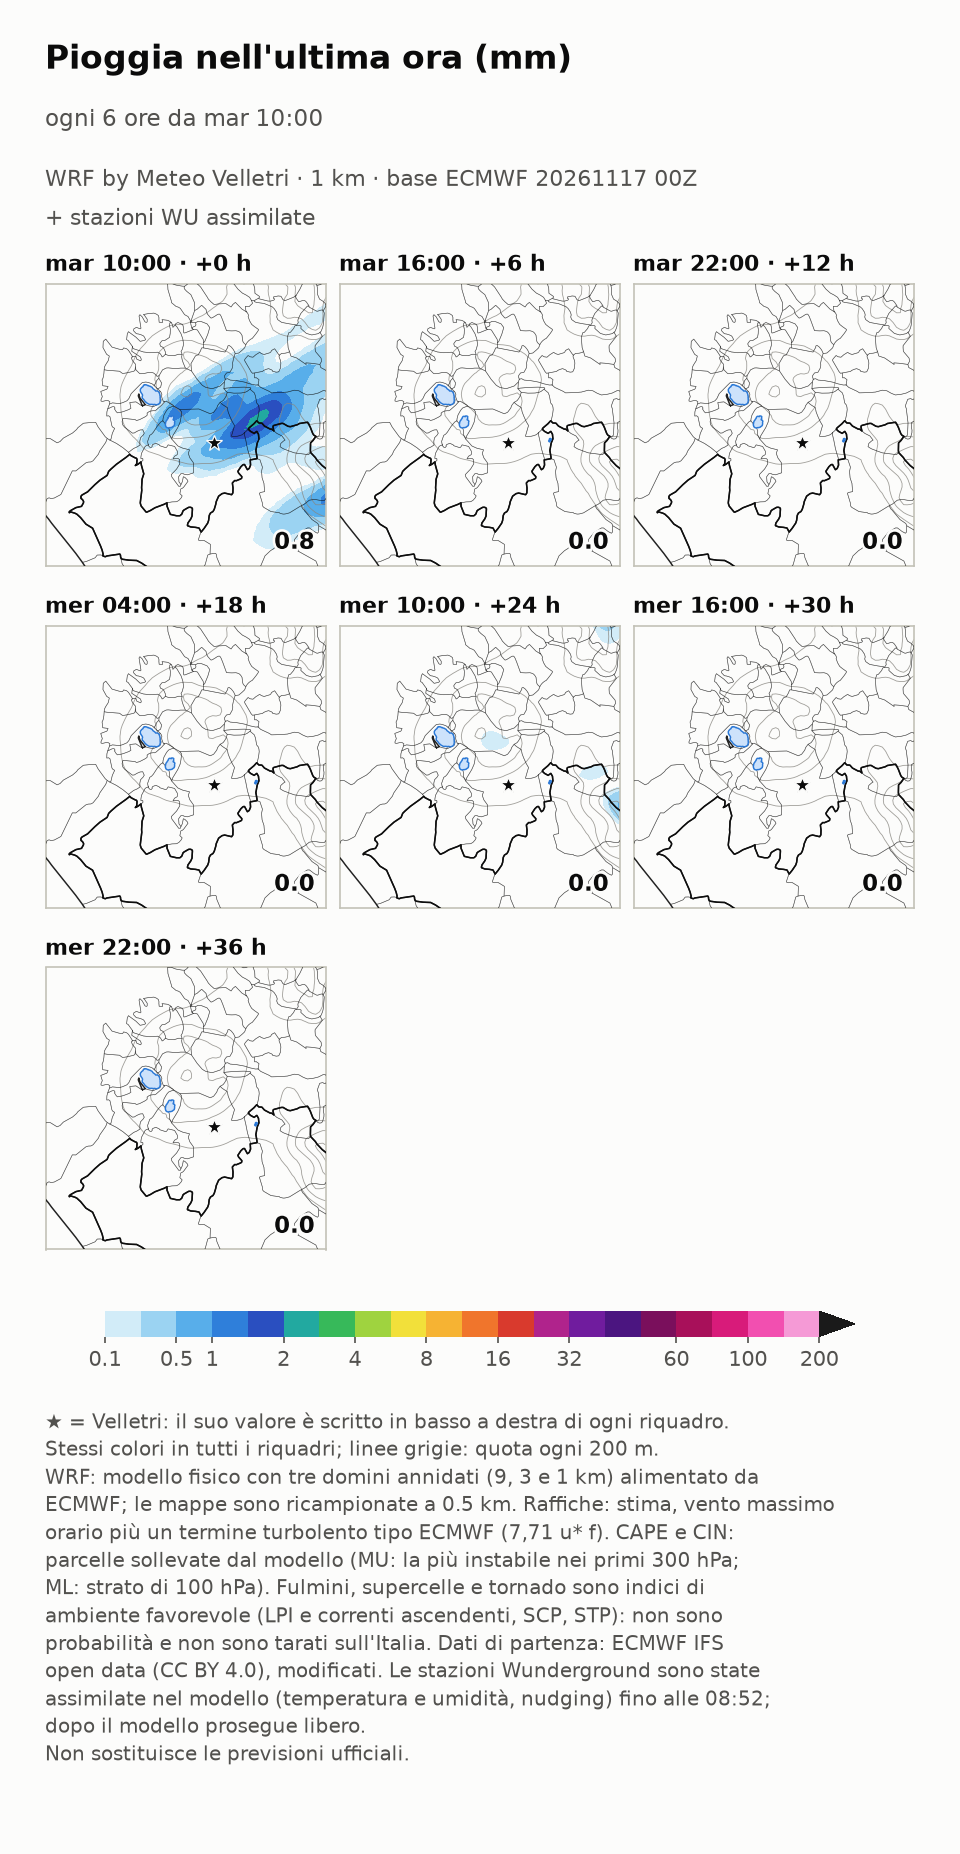 Pioggia nell'ultima ora (mm)
ogni 6 ore da mar 10:00
WRF by Meteo Velletri · 1 km · base ECMWF 20261117 00Z
+ stazioni WU assimilate
mar 10:00 · +0 h
mar 16:00 · +6 h
mar 22:00 · +12 h
0.8
0.0
0.0
mer 04:00 · +18 h
mer 10:00 · +24 h
mer 16:00 · +30 h
0.0
0.0
0.0
mer 22:00 · +36 h
0.0
0.1 0.5 1 2 4 8 16 32 60 100 200
★ = Velletri: il suo valore è scritto in basso a destra di ogni riquadro.
Stessi colori in tutti i riquadri; linee grigie: quota ogni 200 m.
WRF: modello fisico con tre domini annidati (9, 3 e 1 km) alimentato da
ECMWF; le mappe sono ricampionate a 0.5 km. Raffiche: stima, vento massimo
orario più un termine turbolento tipo ECMWF (7,71 u* f). CAPE e CIN:
parcelle sollevate dal modello (MU: la più instabile nei primi 300 hPa;
ML: strato di 100 hPa). Fulmini, supercelle e tornado sono indici di
ambiente favorevole (LPI e correnti ascendenti, SCP, STP): non sono
probabilità e non sono tarati sull'Italia. Dati di partenza: ECMWF IFS
open data (CC BY 4.0), modificati. Le stazioni Wunderground sono state
assimilate nel modello (temperatura e umidità, nudging) fino alle 08:52;
dopo il modello prosegue libero.
Non sostituisce le previsioni ufficiali.